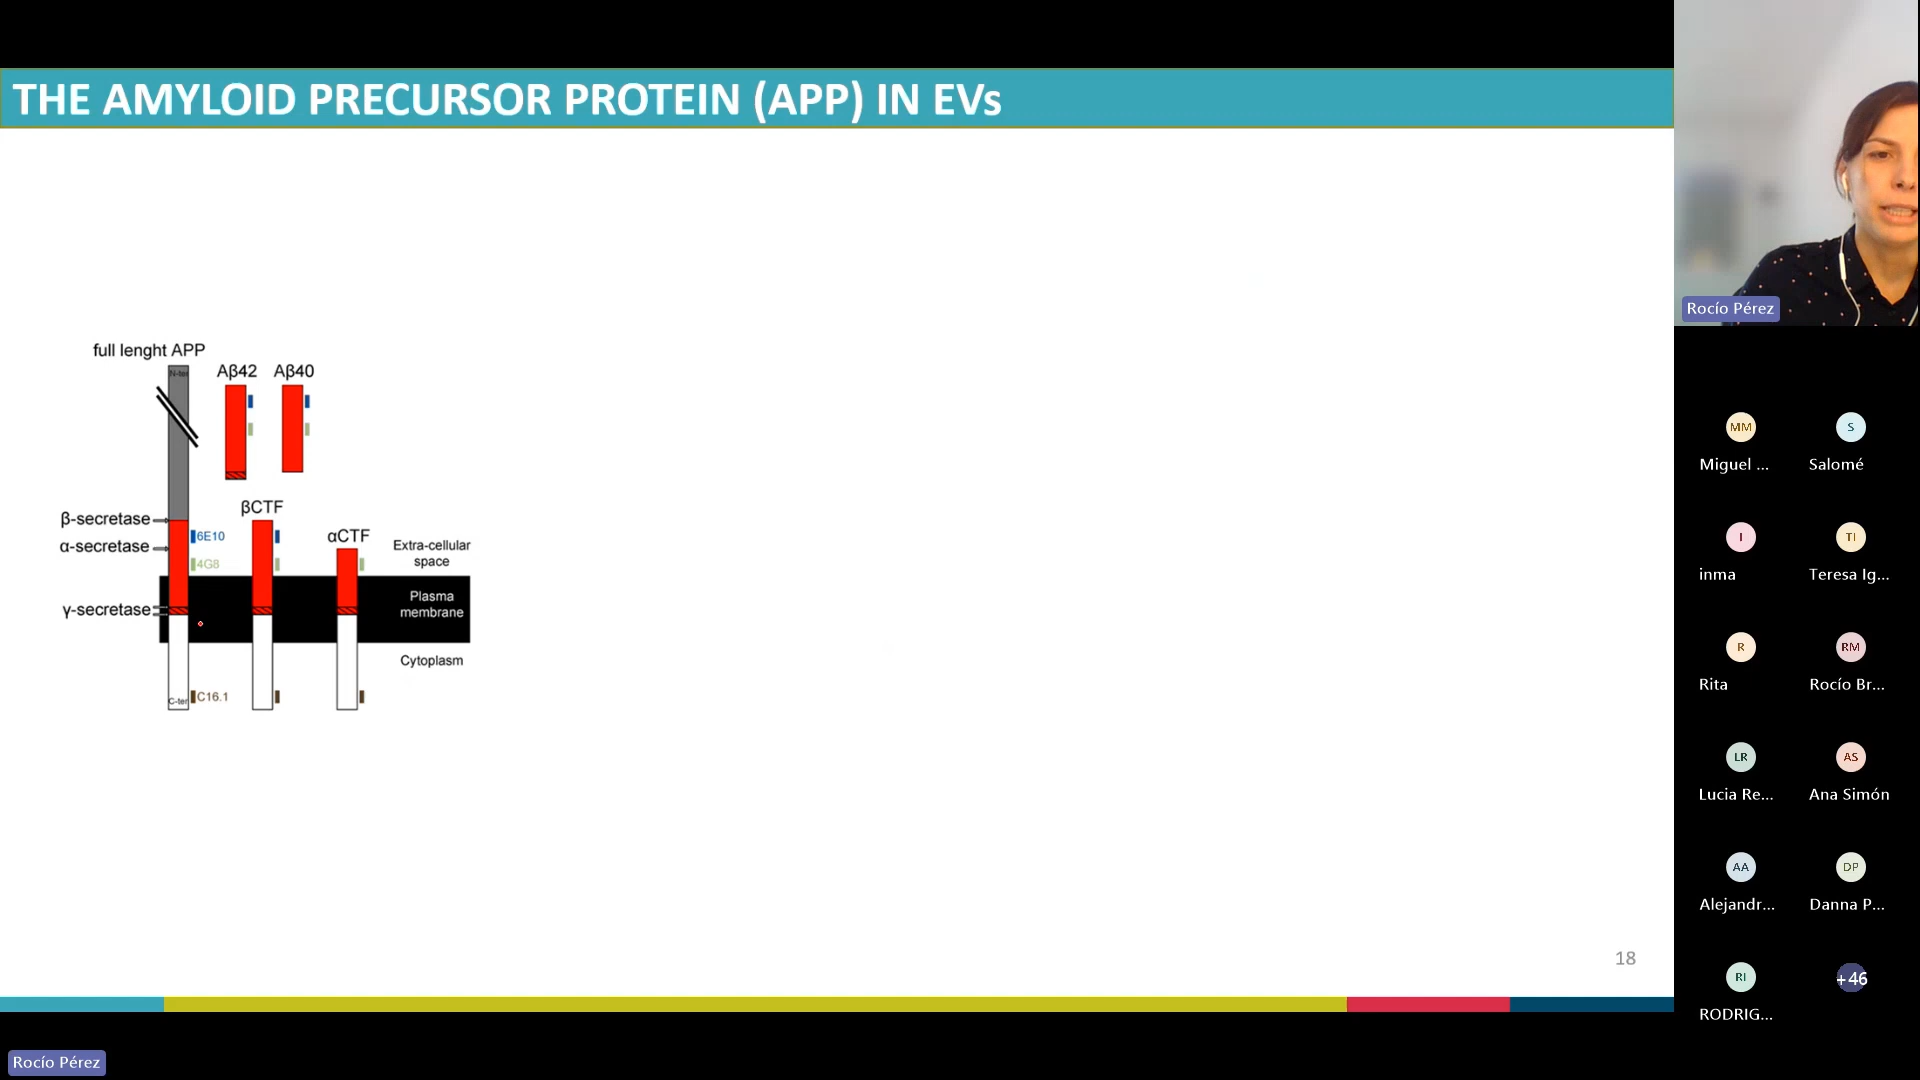 THE AMYLOID PRECURSOR PROTEIN (APP) IN EVs
full lenght APP
N-ter
Aβ42
Aβ40
β-secretase
α-secretase
γ-secretase
6E10
4G8
βCTF
αCTF
Extra-cellular
space
Plasma
membrane
Cytoplasm
C-ter
C16.1
18
Rocío Pérez
Rocío Pérez
MM
Miguel ...
S
Salomé
I
inma
TI
Teresa Ig...
R
Rita
RM
Rocío Br...
LR
Lucia Re...
AS
Ana Simón
AA
Alejandr...
DP
Danna P...
RI
RODRIG...
+46